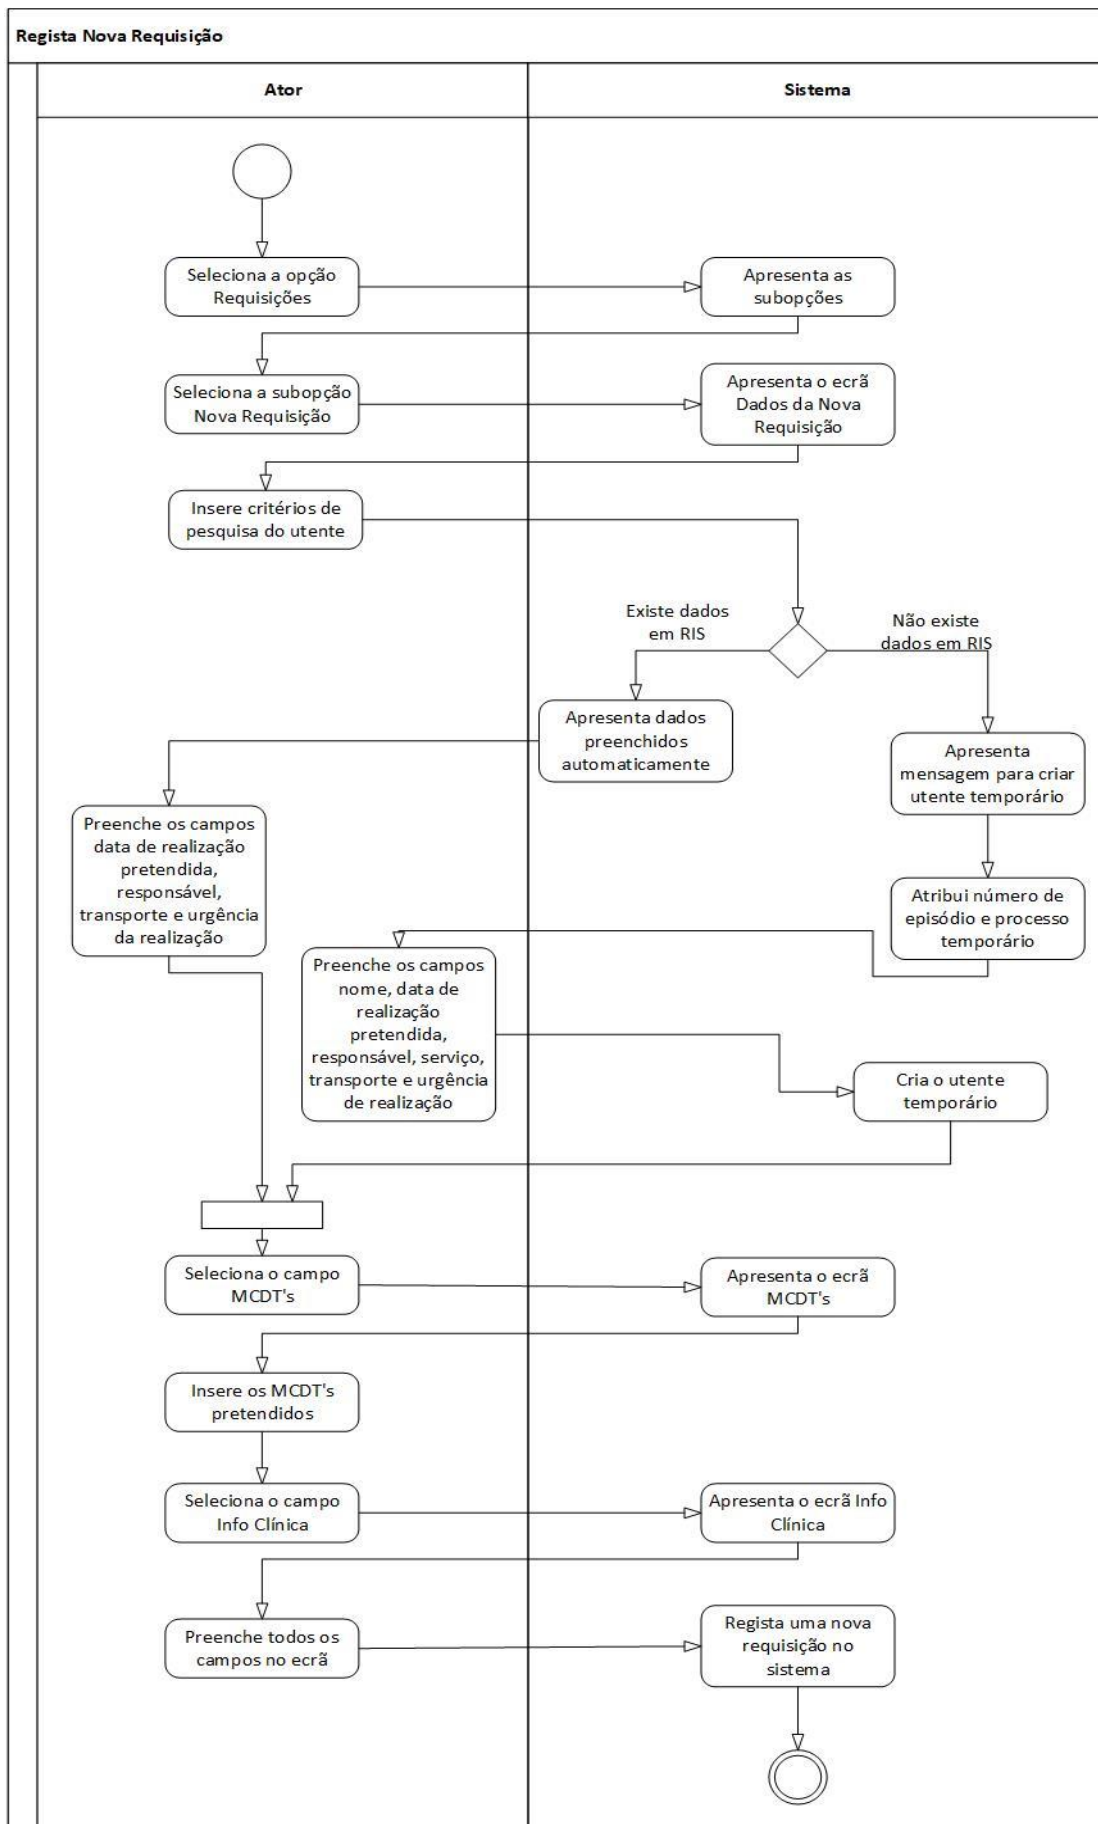 Regista Nova Requisição
Ator
Sistema
Seleciona a opção
Requisições
Apresenta as
subopções
Seleciona a subopção
Nova Requisição
Apresenta o ecrã
Dados da Nova
Requisição
Insere critérios de
pesquisa do utente
Existe dados
em RIS
Não existe
dados em RIS
Apresenta dados
preenchidos
automaticamente
Apresenta
mensagem para criar
utente temporário
Preenche os campos
data de realização
pretendida,
responsável,
transporte e urgência
da realização
Atribui número de
episódio e processo
temporário
Preenche os campos
nome, data de
realização
pretendida,
responsável, serviço,
transporte e urgência
de realização
Cria o utente
temporário
Seleciona o campo
MCDT's
Apresenta o ecrã
MCDT's
Insere os MCDT's
pretendidos
Seleciona o campo
Info Clínica
Apresenta o ecrã Info
Clínica
Preenche todos os
campos no ecrã
Regista uma nova
requisição no
sistema